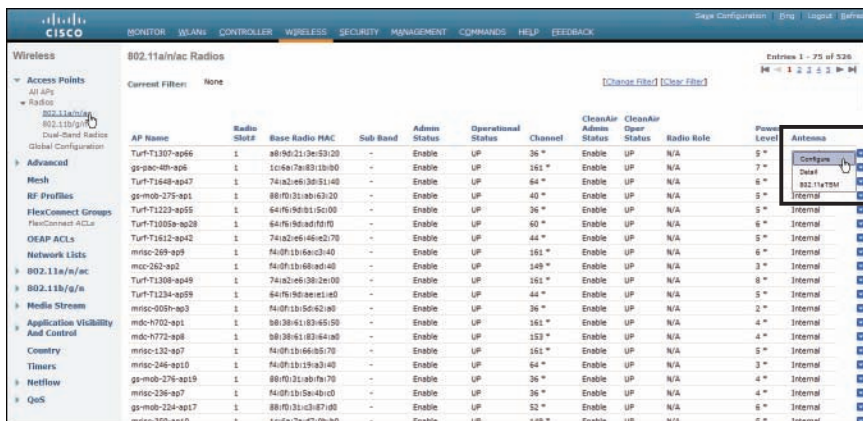 Save Configuration Ping Logout Refresh
CISCO
MONITOR WLANs CONTROLLER WIRELESS SECURITY MANAGEMENT COMMANDS HELP FEEDBACK
Wireless
Access Points
All APs
Radios
802.11a/n/ac
802.11b/g/n
Dual-Band Radios
Global Configuration
Advanced
Mesh
RF Profiles
FlexConnect Groups
FlexConnect ACLs
OEAP ACLs
Network Lists
802.11a/n/ac
802.11b/g/n
Media Stream
Application Visibility
And Control
Country
Timers
Netflow
QoS
802.11a/n/ac Radios
Entries 1 - 75 of 526
1 2 3 4 5
Current Filter: None [Change Filter] [Clear Filter]
AP Name Radio Slot# Base Radio MAC Sub Band Admin Status Operational Status Channel CleanAir Admin Status CleanAir Oper Status Radio Role Power Level Antenna
Turf-T1307-ap66 1 a8:9d:21:3e:53:20 - Enable UP 36 * Enable UP N/A 5 *
gs-pac-4th-ap6 1 1c:6a:7a:83:1b:b0 - Enable UP 161 * Enable UP N/A 7 *
Turf-T1648-ap47 1 74:a2:e6:3d:51:40 - Enable UP 64 * Enable UP N/A 6 *
gs-mob-275-ap1 1 88:f0:31:ab:63:20 - Enable UP 40 * Enable UP N/A 5 * Internal
Turf-T1223-ap55 1 64:f6:9d:b1:5c:00 - Enable UP 36 * Enable UP N/A 5 * Internal
Turf-T1005a-ap28 1 64:f6:9d:ad:fd:f0 - Enable UP 60 * Enable UP N/A 6 * Internal
Turf-T1612-ap42 1 74:a2:e6:46:e2:70 - Enable UP 44 * Enable UP N/A 5 * Internal
mrisc-269-ap9 1 f4:0f:1b:6a:c3:40 - Enable UP 161 * Enable UP N/A 6 * Internal
mcc-262-ap2 1 f4:0f:1b:68:ad:40 - Enable UP 149 * Enable UP N/A 3 * Internal
Turf-T1308-ap49 1 74:a2:e6:38:2e:00 - Enable UP 161 * Enable UP N/A 8 * Internal
Turf-T1234-ap59 1 64:f6:9d:ae:e1:e0 - Enable UP 44 * Enable UP N/A 5 * Internal
mrisc-005h-ap3 1 f4:0f:1b:5d:62:a0 - Enable UP 36 * Enable UP N/A 2 * Internal
mdc-h702-ap1 1 b8:38:61:83:65:50 - Enable UP 161 * Enable UP N/A 4 * Internal
mdc-h772-ap8 1 b8:38:61:83:64:a0 - Enable UP 153 * Enable UP N/A 4 * Internal
mrisc-132-ap7 1 f4:0f:1b:66:b5:70 - Enable UP 161 * Enable UP N/A 5 * Internal
mrisc-246-ap10 1 f4:0f:1b:19:a3:40 - Enable UP 64 * Enable UP N/A 3 * Internal
gs-mob-276-ap19 1 88:f0:31:ab:fa:70 - Enable UP 36 * Enable UP N/A 4 * Internal
mrisc-236-ap7 1 f4:0f:1b:5a:4b:c0 - Enable UP 36 * Enable UP N/A 4 * Internal
gs-mob-224-ap17 1 88:f0:31:c3:87:d0 - Enable UP 52 * Enable UP N/A 6 * Internal
Configure
Detail
802.11aTSM